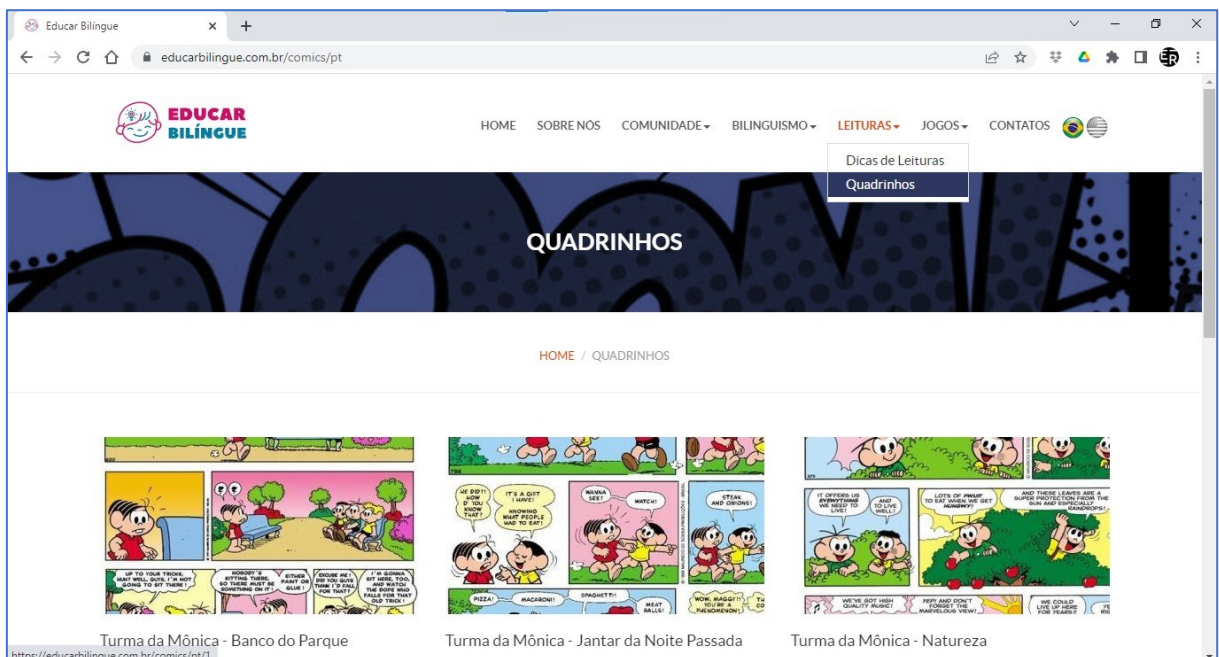 Educar Bilíngue
educarbilingue.com.br/comics/pt
EDUCAR
BILÍNGUE
HOME SOBRE NÓS COMUNIDADE BILINGUISMO LEITURAS JOGOS CONTATOS
Dicas de Leituras
Quadrinhos
QUADRINHOS
HOME / QUADRINHOS
HE DID?! HOW D'YOU KNOW THAT?
IT'S A GIFT I HAVE!
KNOWING WHAT PEOPLE HAD TO EAT!
WANNA SEE?
WATCH!
STEAK AND ONIONS!
PIZZA!
MACARONI!
SPAGHETTI!
MEAT BALLS!
WOW, MAGGY!! YOU'RE A PHENOMENON!
IT OFFERS US EVERYTHING WE NEED TO LIVE!
AND TO LIVE WELL!
LOTS OF FWUIT TO EAT WHEN WE GET HUNGWY!
AND THESE LEAVES ARE A SUPER PROTECTION FROM THE SUN AND ESPECIALLY RAINDROPS!
WE'VE GOT HIGH QUALITY MUSIC!
YEP! AND DON'T FORGET THE MARVELOUS VIEW!
WE COULD LIVE UP HERE FOR YEARS!
UP TO YOUR TRICKS, HUH? WELL, GUYS, I'M NOT GOING TO SIT THERE!
NOBODY'S SITTING THERE. THERE MUST BE SOMETHING ON IT!
EITHER PAINT OR GLUE!
EXCUSE ME! DID YOU GUYS THINK I'D FALL FOR THAT?
I'M GONNA SIT HERE, TOO, AND WATCH THE DOPE WHO FALLS FOR THAT OLD TRICK!
Turma da Mônica - Banco do Parque
Turma da Mônica - Jantar da Noite Passada
Turma da Mônica - Natureza
https://educarbilingue.com.br/comics/pt/1